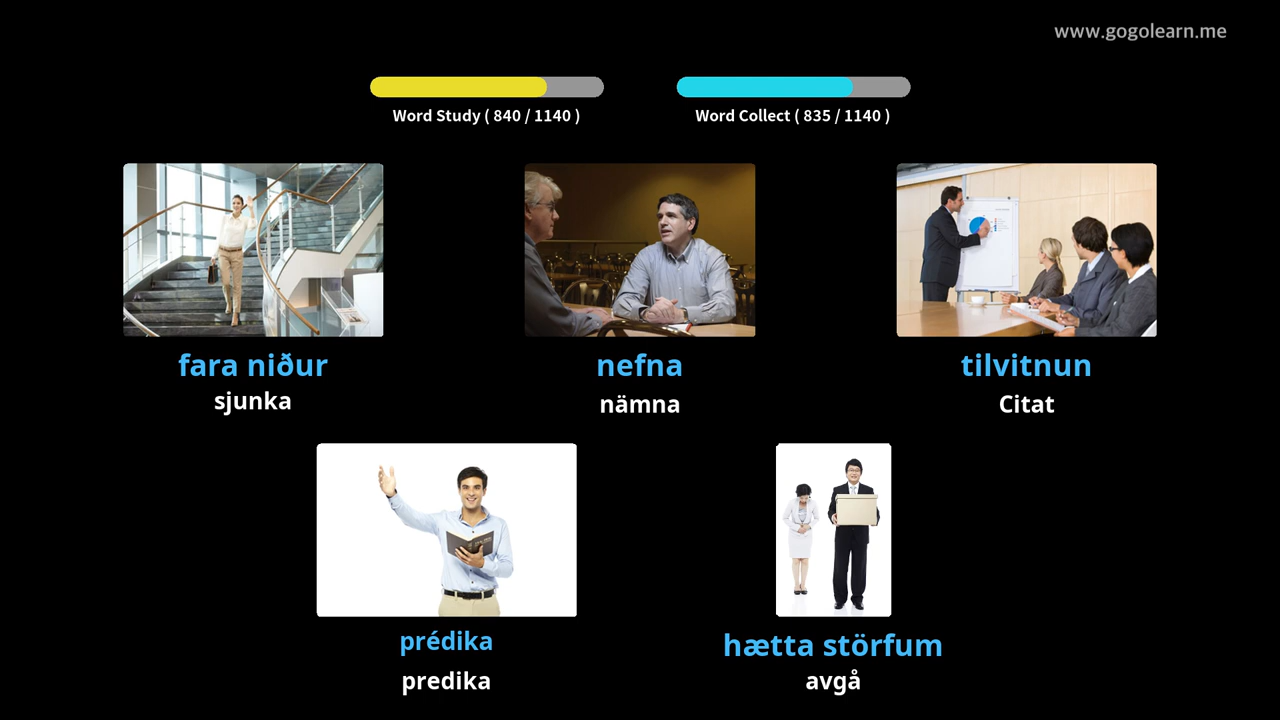 www.gogolearn.me
Word Study ( 840 / 1140 )
Word Collect ( 835 / 1140 )
fara niður
sjunka
nefna
nämna
tilvitnun
Citat
prédika
predika
hætta störfum
avgå